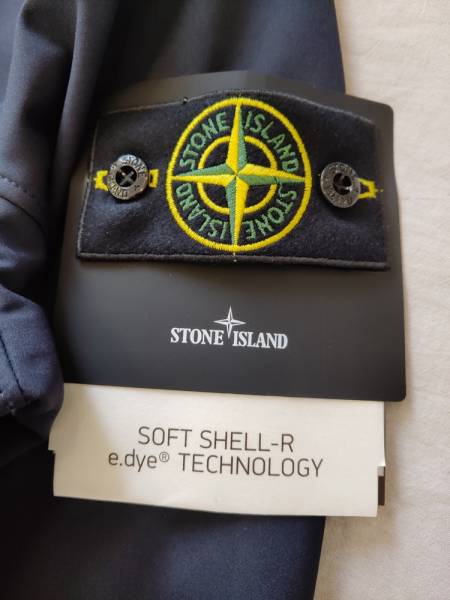 STONE ISLAND
STONE ISLAND
STONE ISLAND
SOFT SHELL-R
e.dye® TECHNOLOGY